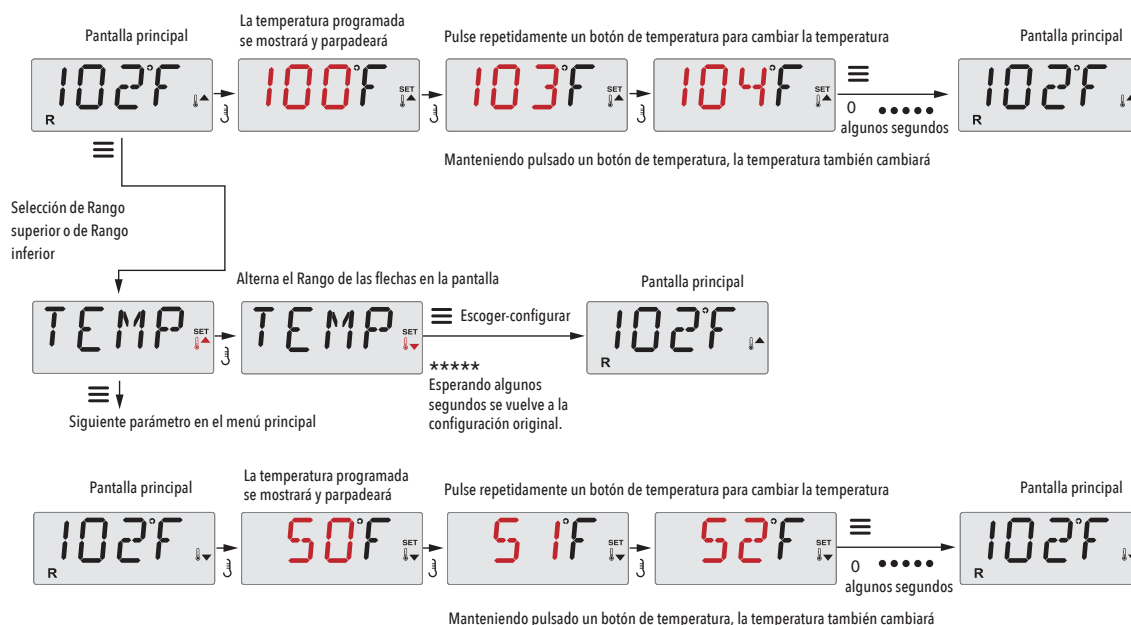 Pantalla principal
La temperatura programada
se mostrará y parpadeará
Pulse repetidamente un botón de temperatura para cambiar la temperatura
Pantalla principal
102°F
R
100°F
SET
103°F
SET
104°F
SET
0 •••••
algunos segundos
102°F
R
Manteniendo pulsado un botón de temperatura, la temperatura también cambiará
Selección de Rango
superior o de Rango
inferior
Alterna el Rango de las flechas en la pantalla
Pantalla principal
TEMP
SET
TEMP
SET
Escoger-configurar
*****
Esperando algunos
segundos se vuelve a la
configuración original.
102°F
R
Siguiente parámetro en el menú principal
Pantalla principal
La temperatura programada
se mostrará y parpadeará
Pulse repetidamente un botón de temperatura para cambiar la temperatura
Pantalla principal
102°F
R
50°F
SET
51°F
SET
52°F
SET
0 •••••
algunos segundos
102°F
R
Manteniendo pulsado un botón de temperatura, la temperatura también cambiará